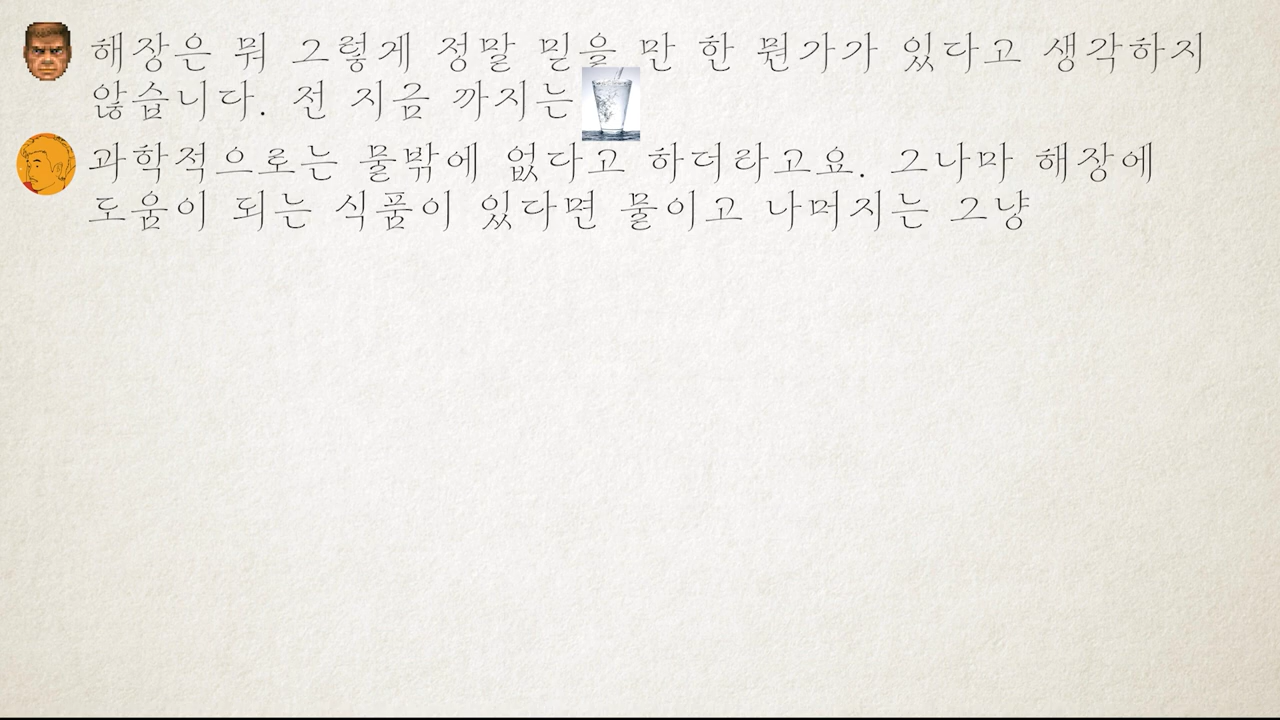 해장은 뭐 그렇게 정말 믿을 만 한 뭔가가 있다고 생각하지
않습니다. 전 지금 까지는
과학적으로는 물밖에 없다고 하더라고요. 그나마 해장에
도움이 되는 식품이 있다면 물이고 나머지는 그냥